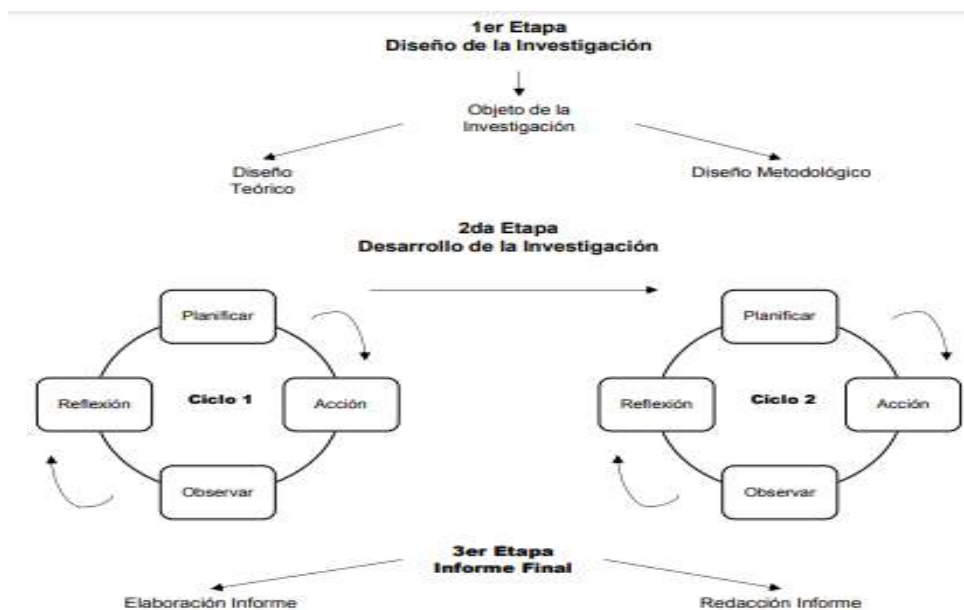 1er Etapa
Diseño de la Investigación
Objeto de la
Investigación
Diseño
Teórico
Diseño Metodológico
2da Etapa
Desarrollo de la Investigación
Planificar
Reflexión
Ciclo 1
Acción
Observar
Planificar
Reflexión
Ciclo 2
Acción
Observar
3er Etapa
Informe Final
Elaboración Informe
Redacción Informe